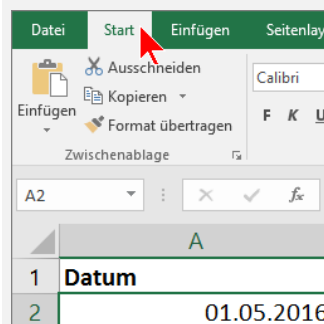 Datei Start Einfügen Seitenlay
Ausschneiden
Kopieren
Einfügen
Format übertragen
Zwischenablage
Calibri
F K U
A2
fx
A
1 Datum
2 01.05.2016